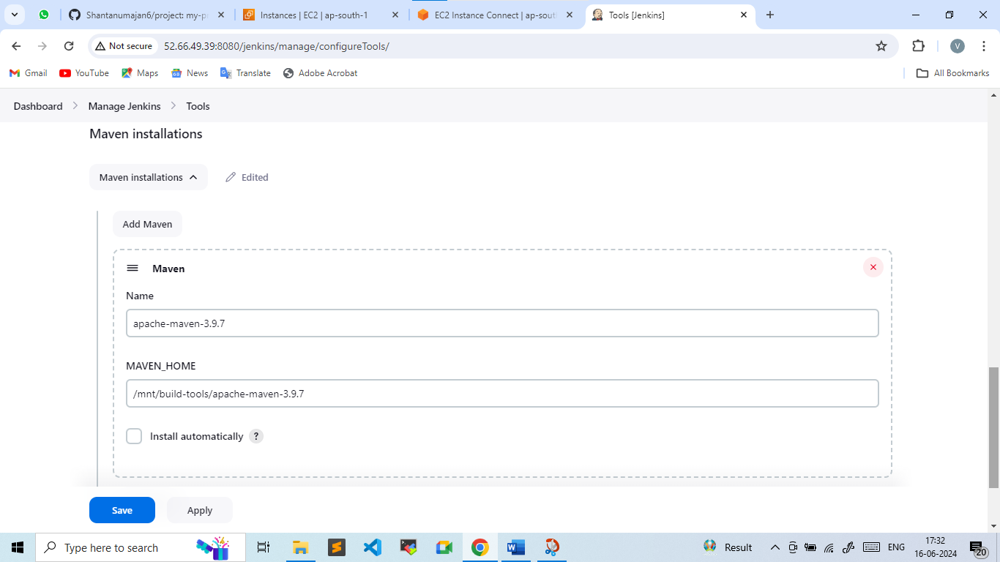 Shantanumajan6/project: my-pr
Instances | EC2 | ap-south-1
EC2 Instance Connect | ap-sout
Tools [Jenkins]
Not secure
52.66.49.39:8080/jenkins/manage/configureTools/
V
Gmail
YouTube
Maps
News
Translate
Adobe Acrobat
All Bookmarks
Dashboard
Manage Jenkins
Tools
Maven installations
Maven installations
Edited
Add Maven
Maven
Name
apache-maven-3.9.7
MAVEN_HOME
/mnt/build-tools/apache-maven-3.9.7
Install automatically ?
Save
Apply
Type here to search
Result
ENG
17:32
16-06-2024
20